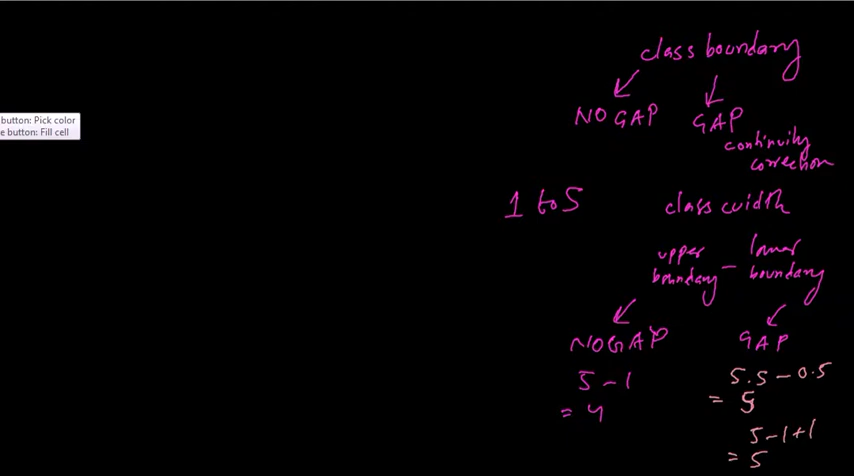 class boundary
button: Pick color
e button: Fill cell
NO GAP GAP
continuity
correction
1 to 5 class width
upper boundary - lower boundary
NO GAP GAP
5 - 1
= 4
5.5 - 0.5
= 5
5 - 1 + 1
= 5